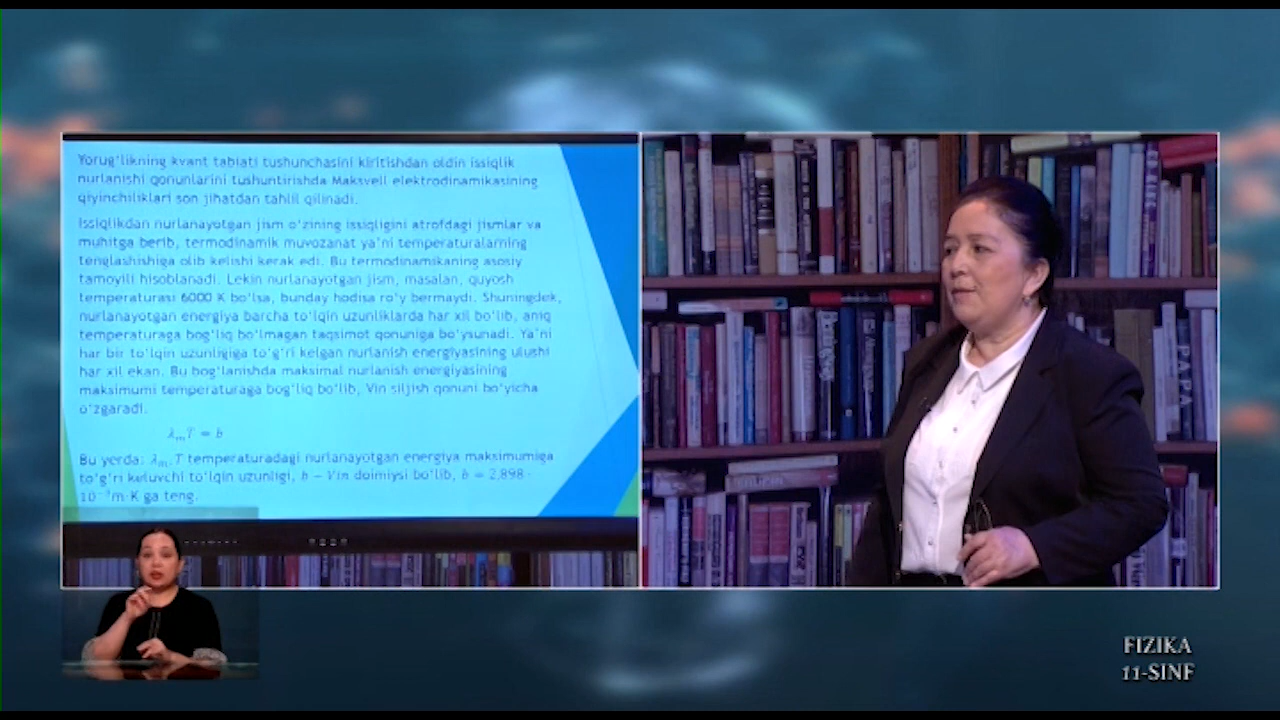 Yorug'likning kvant tabiati tushunchasini kiritishdan oldin issiqlik
nurlanishi qonunlarini tushuntirishda Maksvell elektrodinamikasining
qiyinchiliklari son jihatdan tahlil qilinadi.
Issiqlikdan nurlanayotgan jism o'zining issiqligini atrofdagi jismlar va
muhitga berib, termodinamik muvozanat ya'ni temperaturalarning
tenglashishiga olib kelishi kerak edi. Bu termodinamikaning asosiy
tamoyili hisoblanadi. Lekin nurlanayotgan jism, masalan, quyosh
temperaturasi 6000 K bo'lsa, bunday hodisa ro'y bermaydi. Shuningdek,
nurlanayotgan energiya barcha to'lqin uzunliklarda har xil bo'lib, aniq
temperaturaga bog'liq bo'lmagan taqsimot qonuniga bo'ysunadi. Ya'ni
har bir to'lqin uzunligiga to'g'ri kelgan nurlanish energiyasining ulushi
har xil ekan. Bu bog'lanishda maksimal nurlanish energiyasining
maksimumi temperaturaga bog'liq bo'lib, Vin siljish qonuni bo'yicha
o'zgaradi.
λₘT = b
Bu yerda: λₘ, T temperaturadagi nurlanayotgan energiya maksimumiga
to'g'ri keluvchi to'lqin uzunligi, b – Vin doimiysi bo'lib, b = 2,898 ·
10⁻³m·K ga teng.
PAPA
FIZIKA
11-SINF